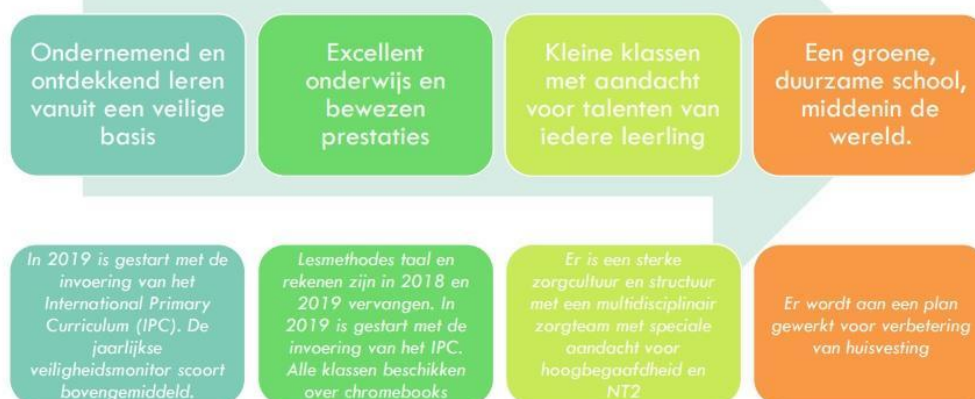 Ondernemend en
ontdekkend leren
vanuit een veilige
basis
Excellent
onderwijs en
bewezen
prestaties
Kleine klassen
met aandacht
voor talenten van
iedere leerling
Een groene,
duurzame school,
middenin de
wereld.
In 2019 is gestart met de
invoering van het
International Primary
Curriculum (IPC). De
jaarlijkse
veiligheidsmonitor scoort
bovengemiddeld.
Lesmethodes taal en
rekenen zijn in 2018 en
2019 vervangen. In
2019 is gestart met de
invoering van het IPC.
Alle klassen beschikken
over chromebooks
Er is een sterke
zorgcultuur en structuur
met een multidisciplinair
zorgteam met speciale
aandacht voor
hoogbegaafdheid en
NT2
Er wordt aan een plan
gewerkt voor verbetering
van huisvesting